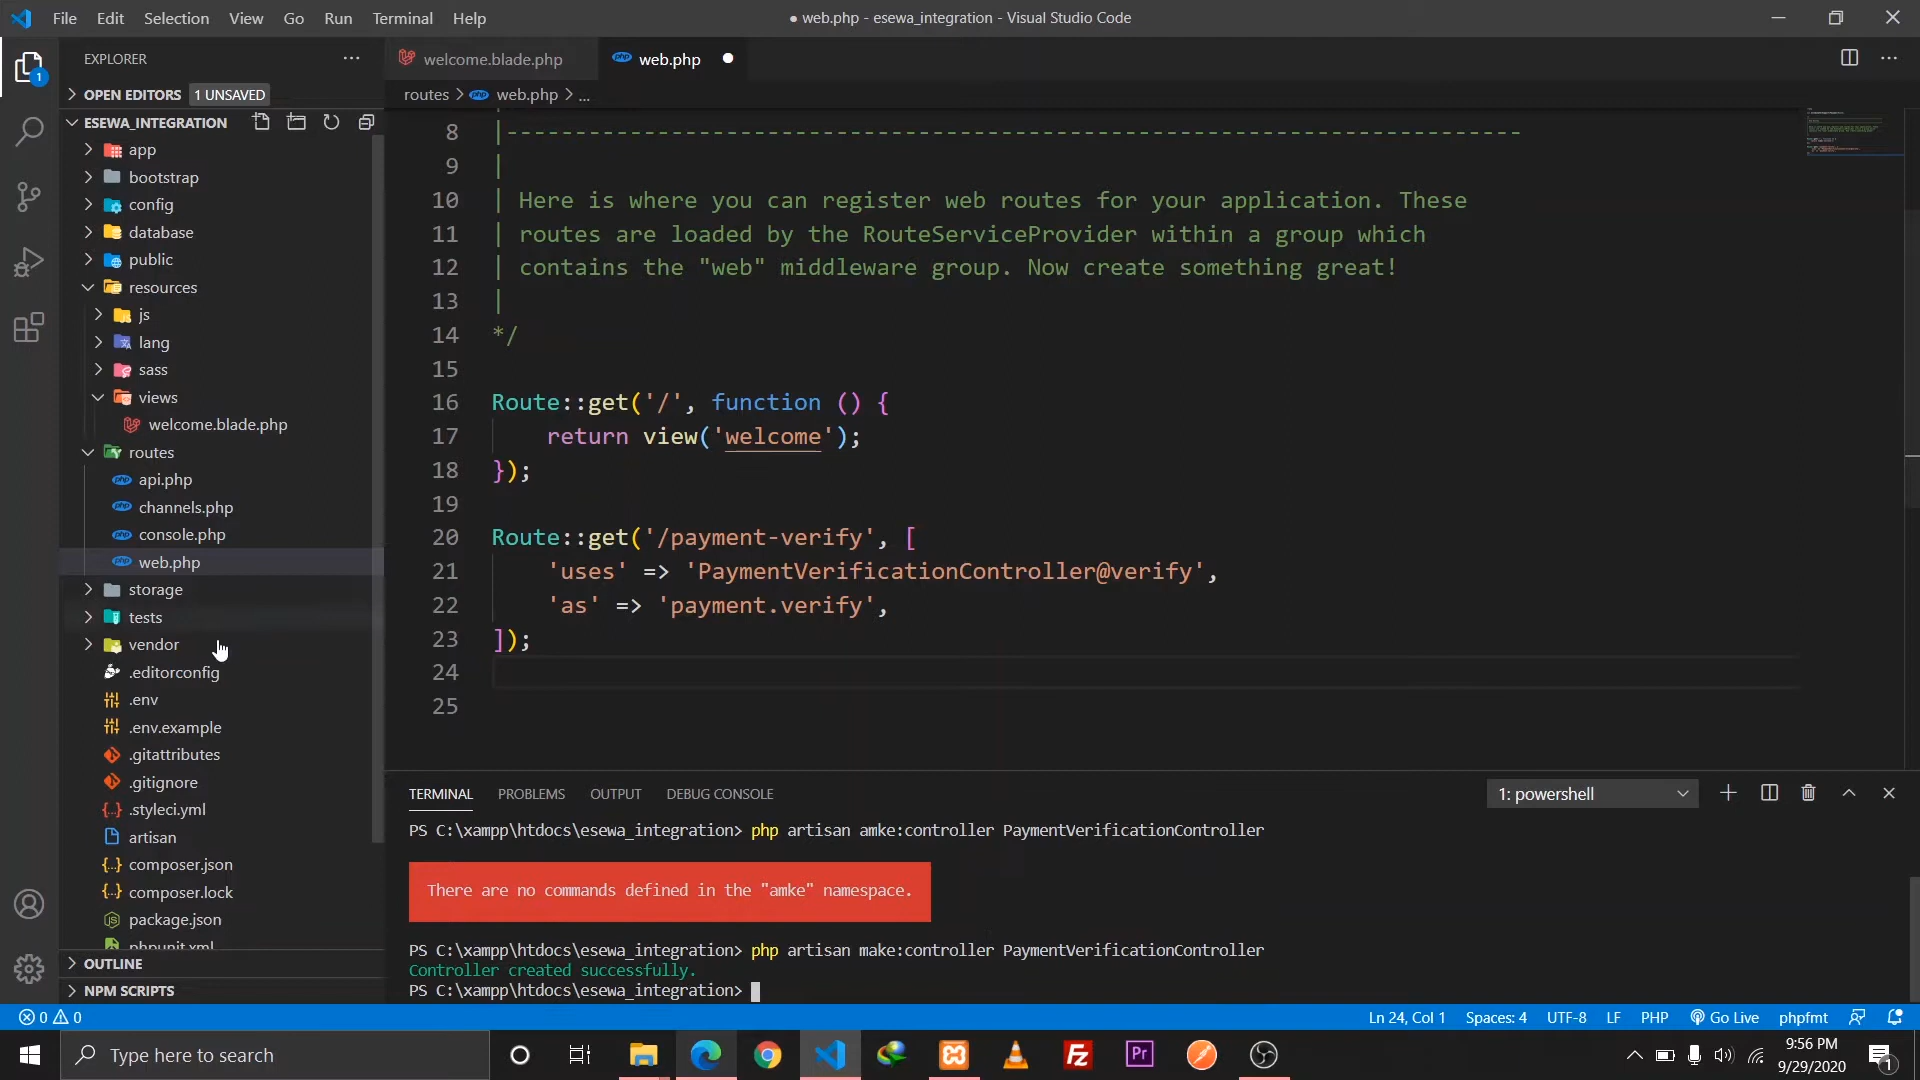 File Edit Selection View Go Run Terminal Help
● web.php - esewa_integration - Visual Studio Code
EXPLORER
OPEN EDITORS 1 UNSAVED
ESEWA_INTEGRATION
app
bootstrap
config
database
public
resources
js
lang
sass
views
welcome.blade.php
routes
api.php
channels.php
console.php
web.php
storage
tests
vendor
.editorconfig
.env
.env.example
.gitattributes
.gitignore
.styleci.yml
artisan
composer.json
composer.lock
package.json
phpunit.xml
OUTLINE
NPM SCRIPTS
welcome.blade.php
web.php
routes > web.php > ...
8 |--------------------------------------------------------------------------
9 |
10 | Here is where you can register web routes for your application. These
11 | routes are loaded by the RouteServiceProvider within a group which
12 | contains the "web" middleware group. Now create something great!
13 |
14 */
15
16 Route::get('/', function () {
17     return view('welcome');
18 });
19
20 Route::get('/payment-verify', [
21     'uses' => 'PaymentVerificationController@verify',
22     'as' => 'payment.verify',
23 ]);
24
25
TERMINAL PROBLEMS OUTPUT DEBUG CONSOLE
1: powershell
PS C:\xampp\htdocs\esewa_integration> php artisan amke:controller PaymentVerificationController
There are no commands defined in the "amke" namespace.
PS C:\xampp\htdocs\esewa_integration> php artisan make:controller PaymentVerificationController
Controller created successfully.
PS C:\xampp\htdocs\esewa_integration>
0 0
Ln 24, Col 1 Spaces: 4 UTF-8 LF PHP Go Live phpfmt
Type here to search
9:56 PM
9/29/2020